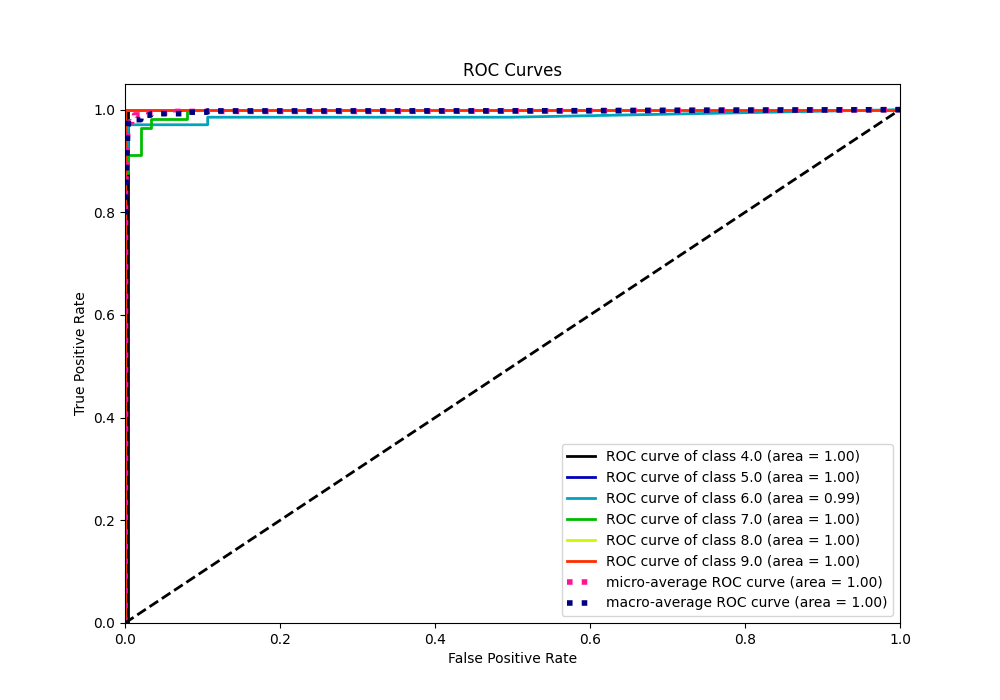 ROC Curves
True Positive Rate
1.0
0.8
0.6
0.4
0.2
0.0
0.0 0.2 0.4 0.6 0.8 1.0
False Positive Rate
ROC curve of class 4.0 (area = 1.00)
ROC curve of class 5.0 (area = 1.00)
ROC curve of class 6.0 (area = 0.99)
ROC curve of class 7.0 (area = 1.00)
ROC curve of class 8.0 (area = 1.00)
ROC curve of class 9.0 (area = 1.00)
micro-average ROC curve (area = 1.00)
macro-average ROC curve (area = 1.00)